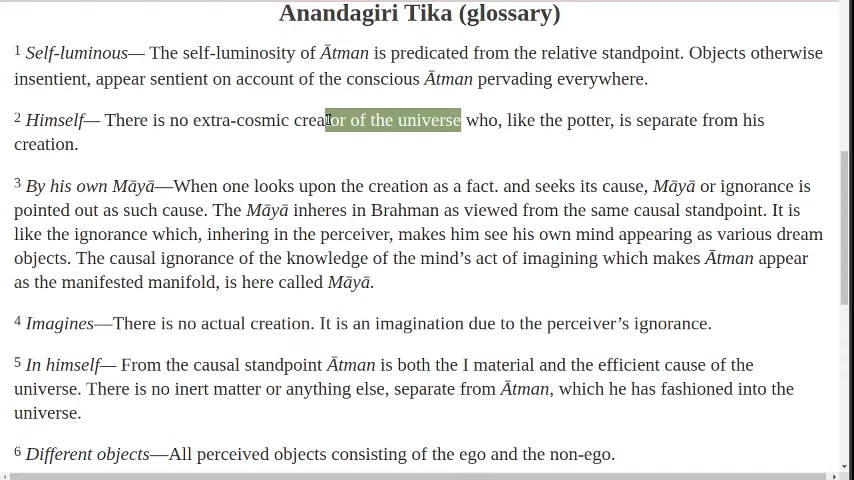 Anandagiri Tika (glossary)
1 Self-luminous— The self-luminosity of Ātman is predicated from the relative standpoint. Objects otherwise
insentient, appear sentient on account of the conscious Ātman pervading everywhere.
2 Himself— There is no extra-cosmic creator of the universe who, like the potter, is separate from his
creation.
3 By his own Māyā—When one looks upon the creation as a fact. and seeks its cause, Māyā or ignorance is
pointed out as such cause. The Māyā inheres in Brahman as viewed from the same causal standpoint. It is
like the ignorance which, inhering in the perceiver, makes him see his own mind appearing as various dream
objects. The causal ignorance of the knowledge of the mind’s act of imagining which makes Ātman appear
as the manifested manifold, is here called Māyā.
4 Imagines—There is no actual creation. It is an imagination due to the perceiver’s ignorance.
5 In himself— From the causal standpoint Ātman is both the I material and the efficient cause of the
universe. There is no inert matter or anything else, separate from Ātman, which he has fashioned into the
universe.
6 Different objects—All perceived objects consisting of the ego and the non-ego.